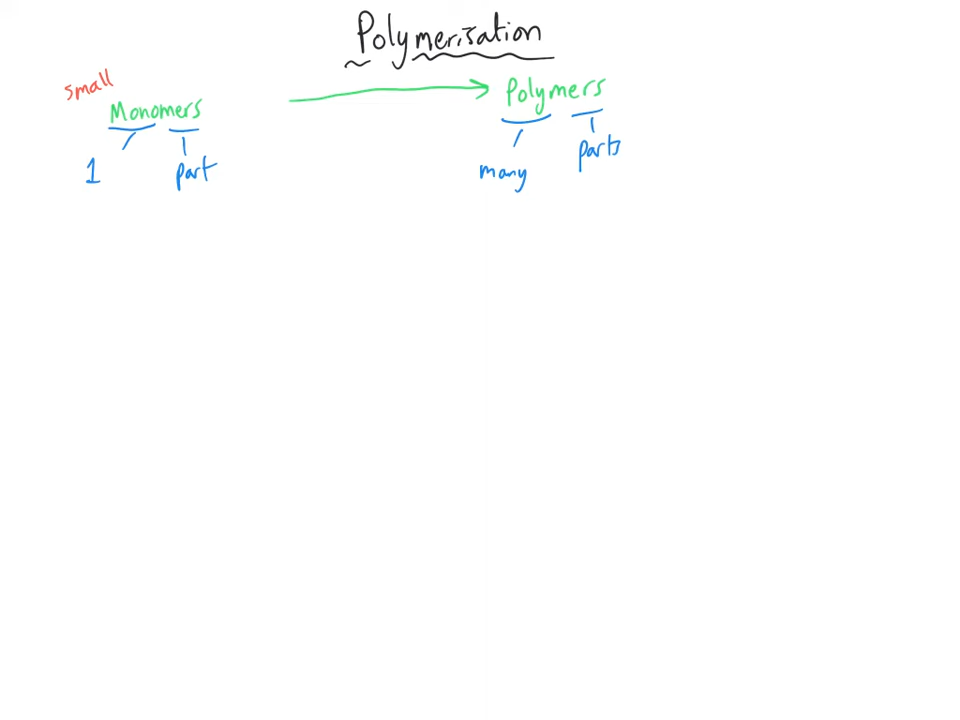 Polymerisation
small
Monomers
Polymers
1 part
many parts